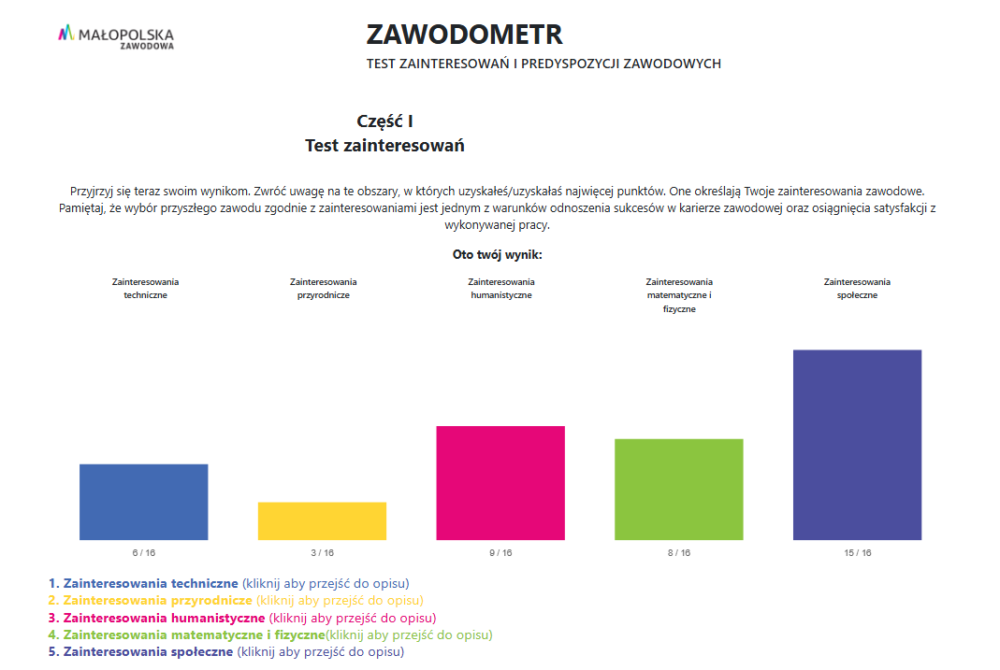 MAŁOPOLSKA
ZAWODOWA
ZAWODOMETR
TEST ZAINTERESOWAŃ I PREDYSPOZYCJI ZAWODOWYCH
Część I
Test zainteresowań
Przyjrzyj się teraz swoim wynikom. Zwróć uwagę na te obszary, w których uzyskałeś/uzyskałaś najwięcej punktów. One określają Twoje zainteresowania zawodowe.
Pamiętaj, że wybór przyszłego zawodu zgodnie z zainteresowaniami jest jednym z warunków odnoszenia sukcesów w karierze zawodowej oraz osiągnięcia satysfakcji z
wykonywanej pracy.
Oto twój wynik:
Zainteresowania
techniczne
Zainteresowania
przyrodnicze
Zainteresowania
humanistyczne
Zainteresowania
matematyczne i
fizyczne
Zainteresowania
społeczne
6 / 16
3 / 16
9 / 16
8 / 16
15 / 16
1. Zainteresowania techniczne (kliknij aby przejść do opisu)
2. Zainteresowania przyrodnicze (kliknij aby przejść do opisu)
3. Zainteresowania humanistyczne (kliknij aby przejść do opisu)
4. Zainteresowania matematyczne i fizyczne(kliknij aby przejść do opisu)
5. Zainteresowania społeczne (kliknij aby przejść do opisu)